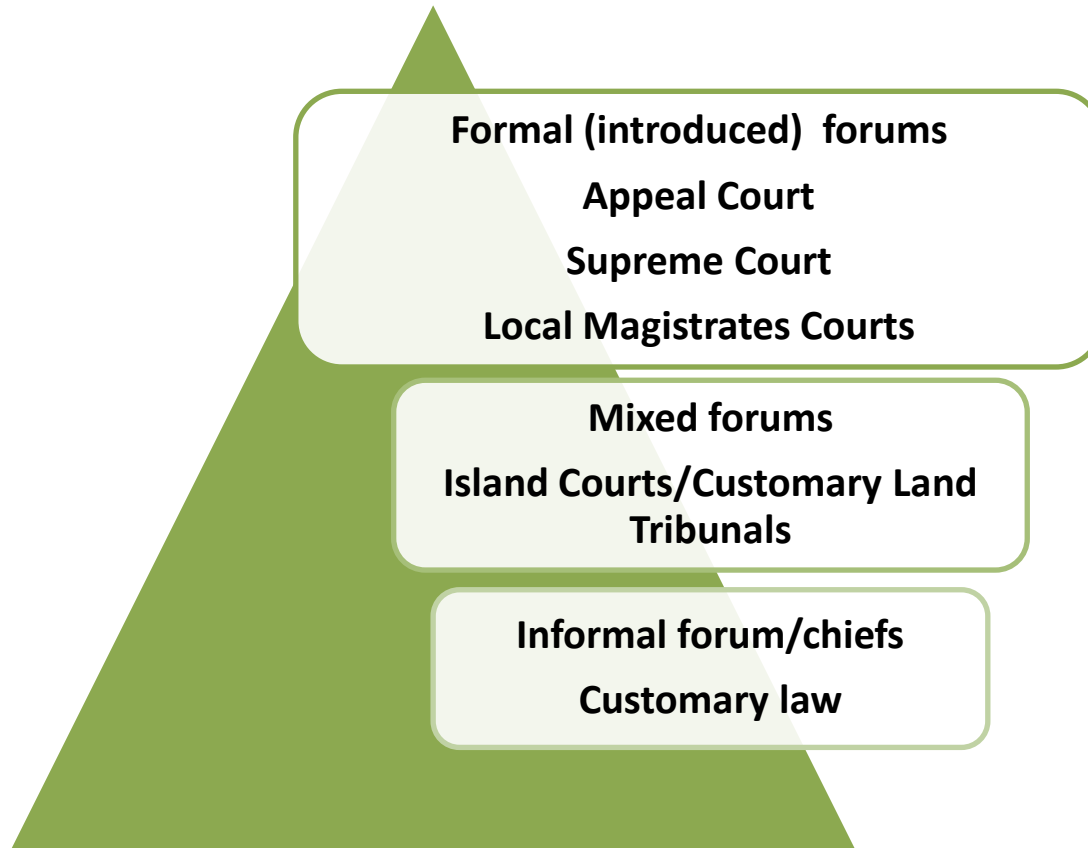 Formal (introduced) forums
Appeal Court
Supreme Court
Local Magistrates Courts
Mixed forums
Island Courts/Customary Land
Tribunals
Informal forum/chiefs
Customary law